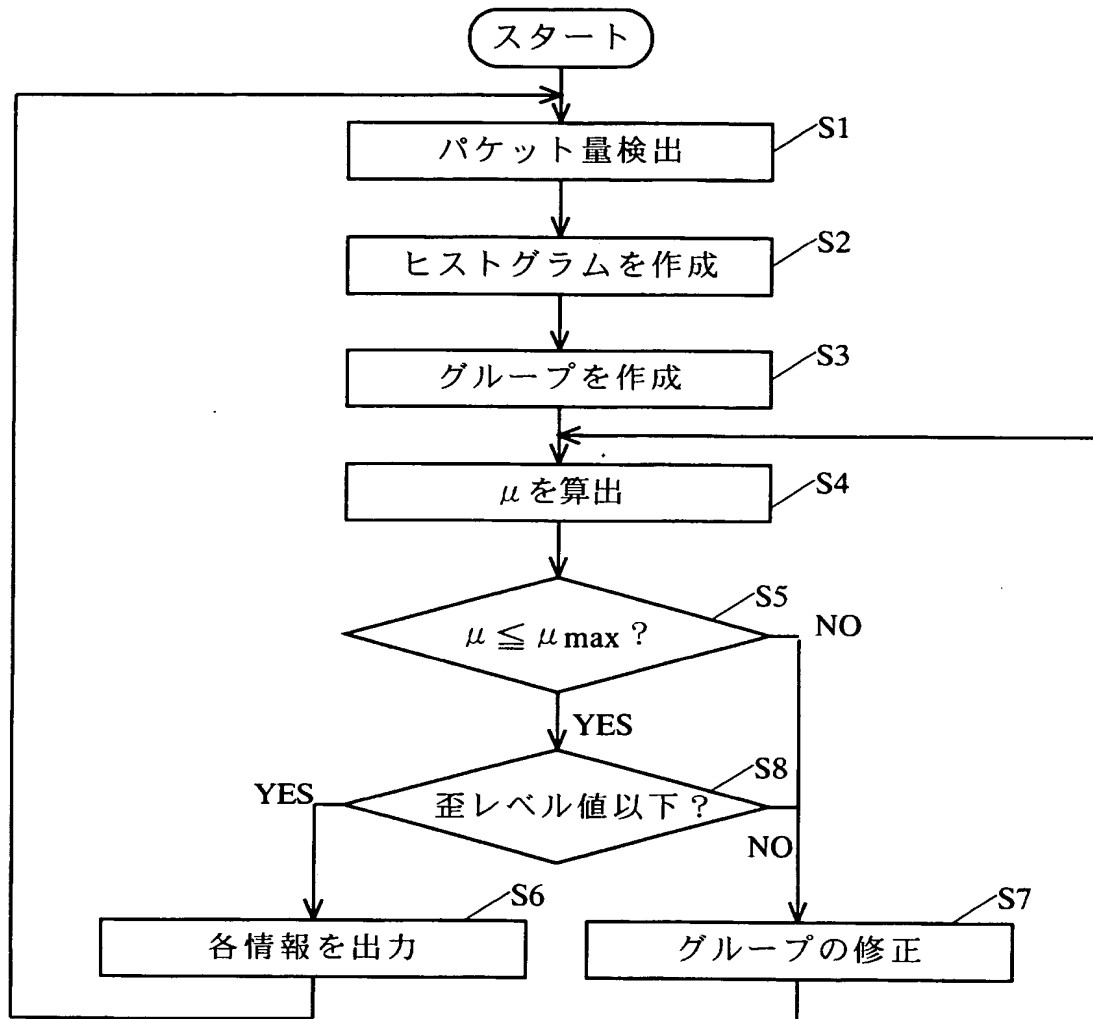 スタート
S1
パケット量検出
S2
ヒストグラムを作成
S3
グループを作成
S4
μを算出
S5
μ ≦ μmax ?
NO
YES
S8
YES
歪レベル値以下?
NO
S6
各情報を出力
S7
グループの修正